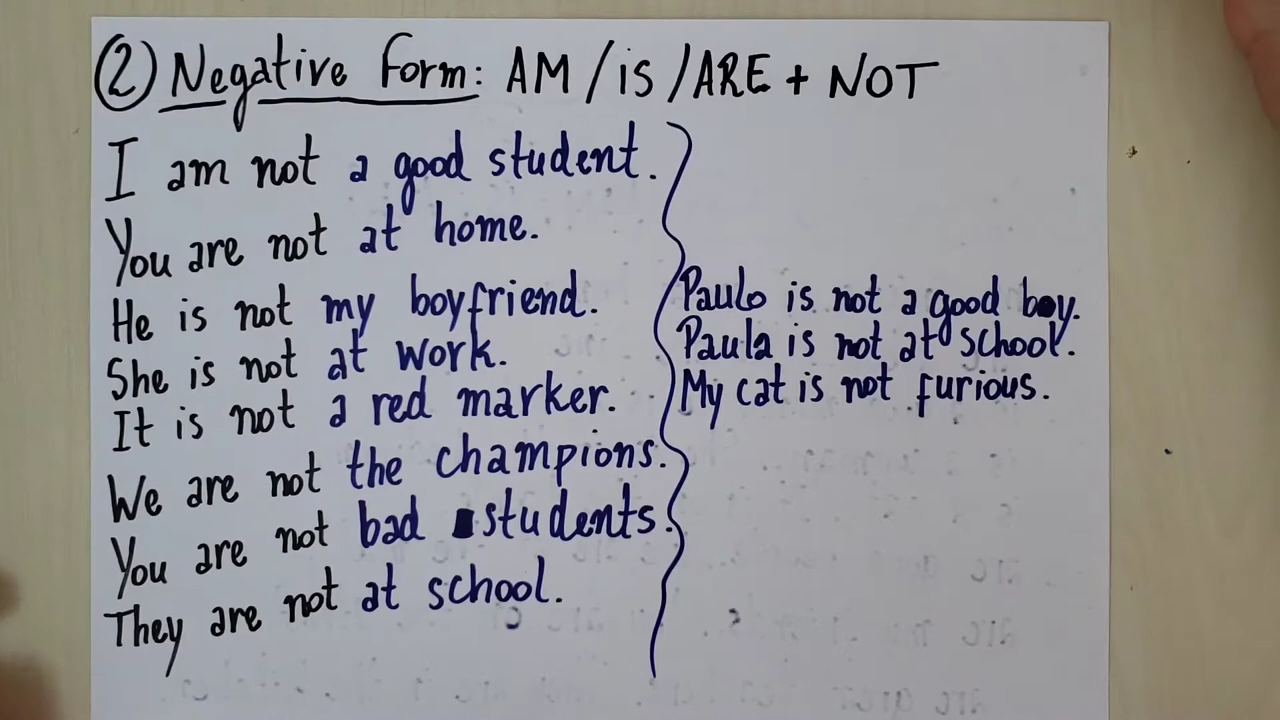 2 Negative Form: AM / iS / ARE + NOT
I am not a good student.
You are not at home.
He is not my boyfriend.
She is not at work.
It is not a red marker.
We are not the champions.
You are not bad students.
They are not at school.
Paulo is not a good boy.
Paula is not at school.
My cat is not furious.